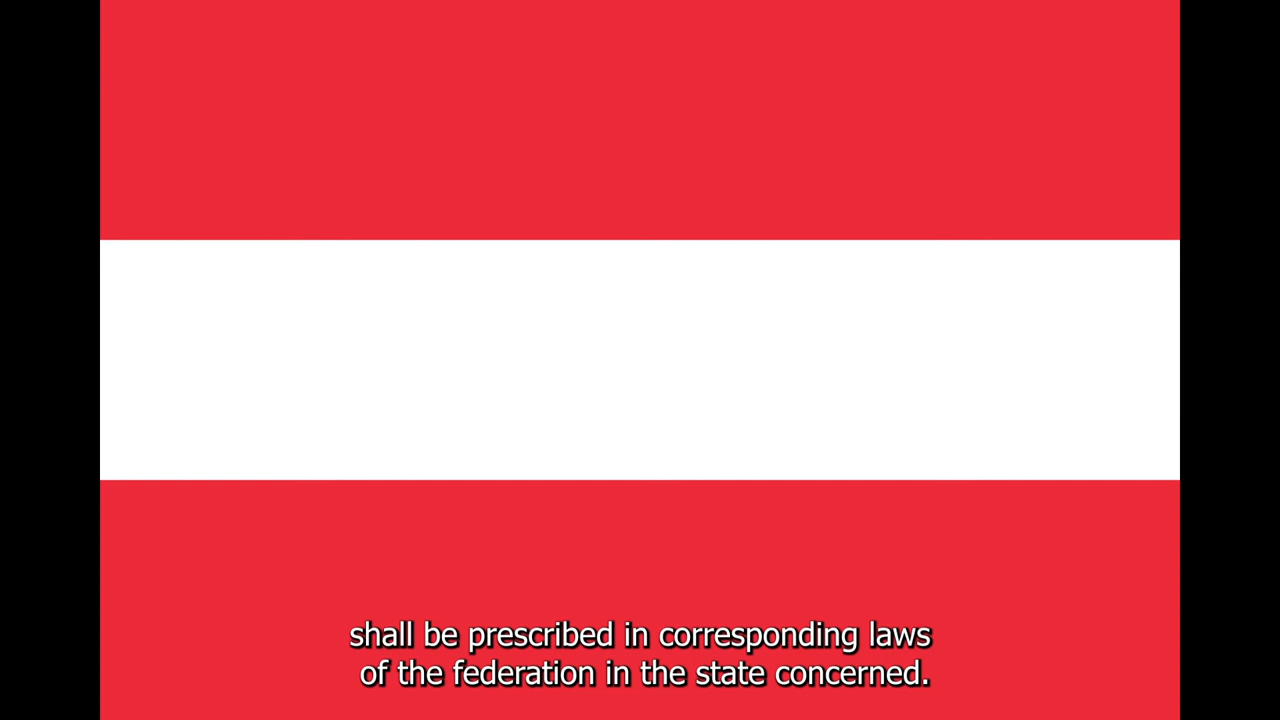 shall be prescribed in corresponding laws
of the federation in the state concerned.